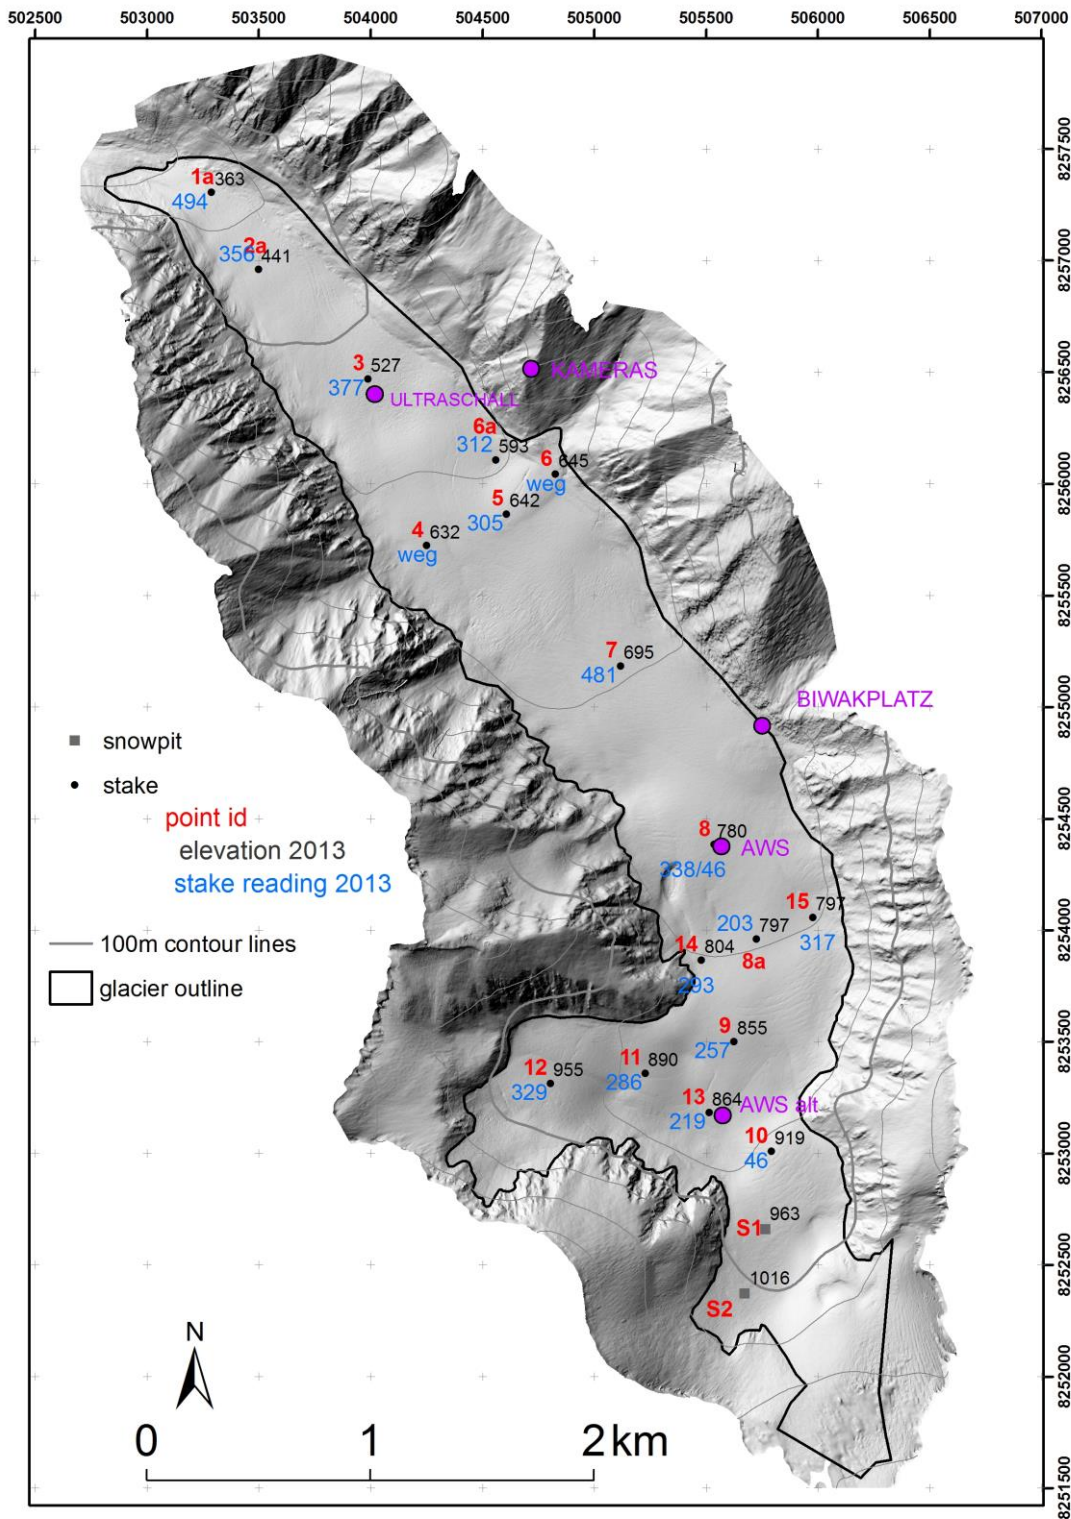 502500 503000 503500 504000 504500 505000 505500 506000 506500 507000
8257500
1a 363
494
2a
356 441
8257000
3 527
377
ULTRASCHALL
KAMERAS
8256500
6a
312 593
6 645
weg
8256000
5 642
305
4 632
weg
8255500
7 695
481
BIWAKPLATZ
8255000
snowpit
stake
point id
elevation 2013
stake reading 2013
100m contour lines
glacier outline
8 780
AWS
338/46
8254500
15 797
317
203 797
8a
8254000
14 804
293
9 855
257
8253500
11 890
286
12 955
329
13 864
219
AWS alt
10 919
46
8253000
963
S1
8252500
1016
S2
8252000
N
0 1 2 km
8251500